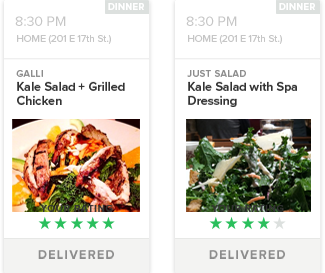 DINNER
8:30 PM
HOME (201 E 17th St.)
GALLI
Kale Salad + Grilled
Chicken
DELIVERED
DINNER
8:30 PM
HOME (201 E 17th St.)
JUST SALAD
Kale Salad with Spa
Dressing
DELIVERED